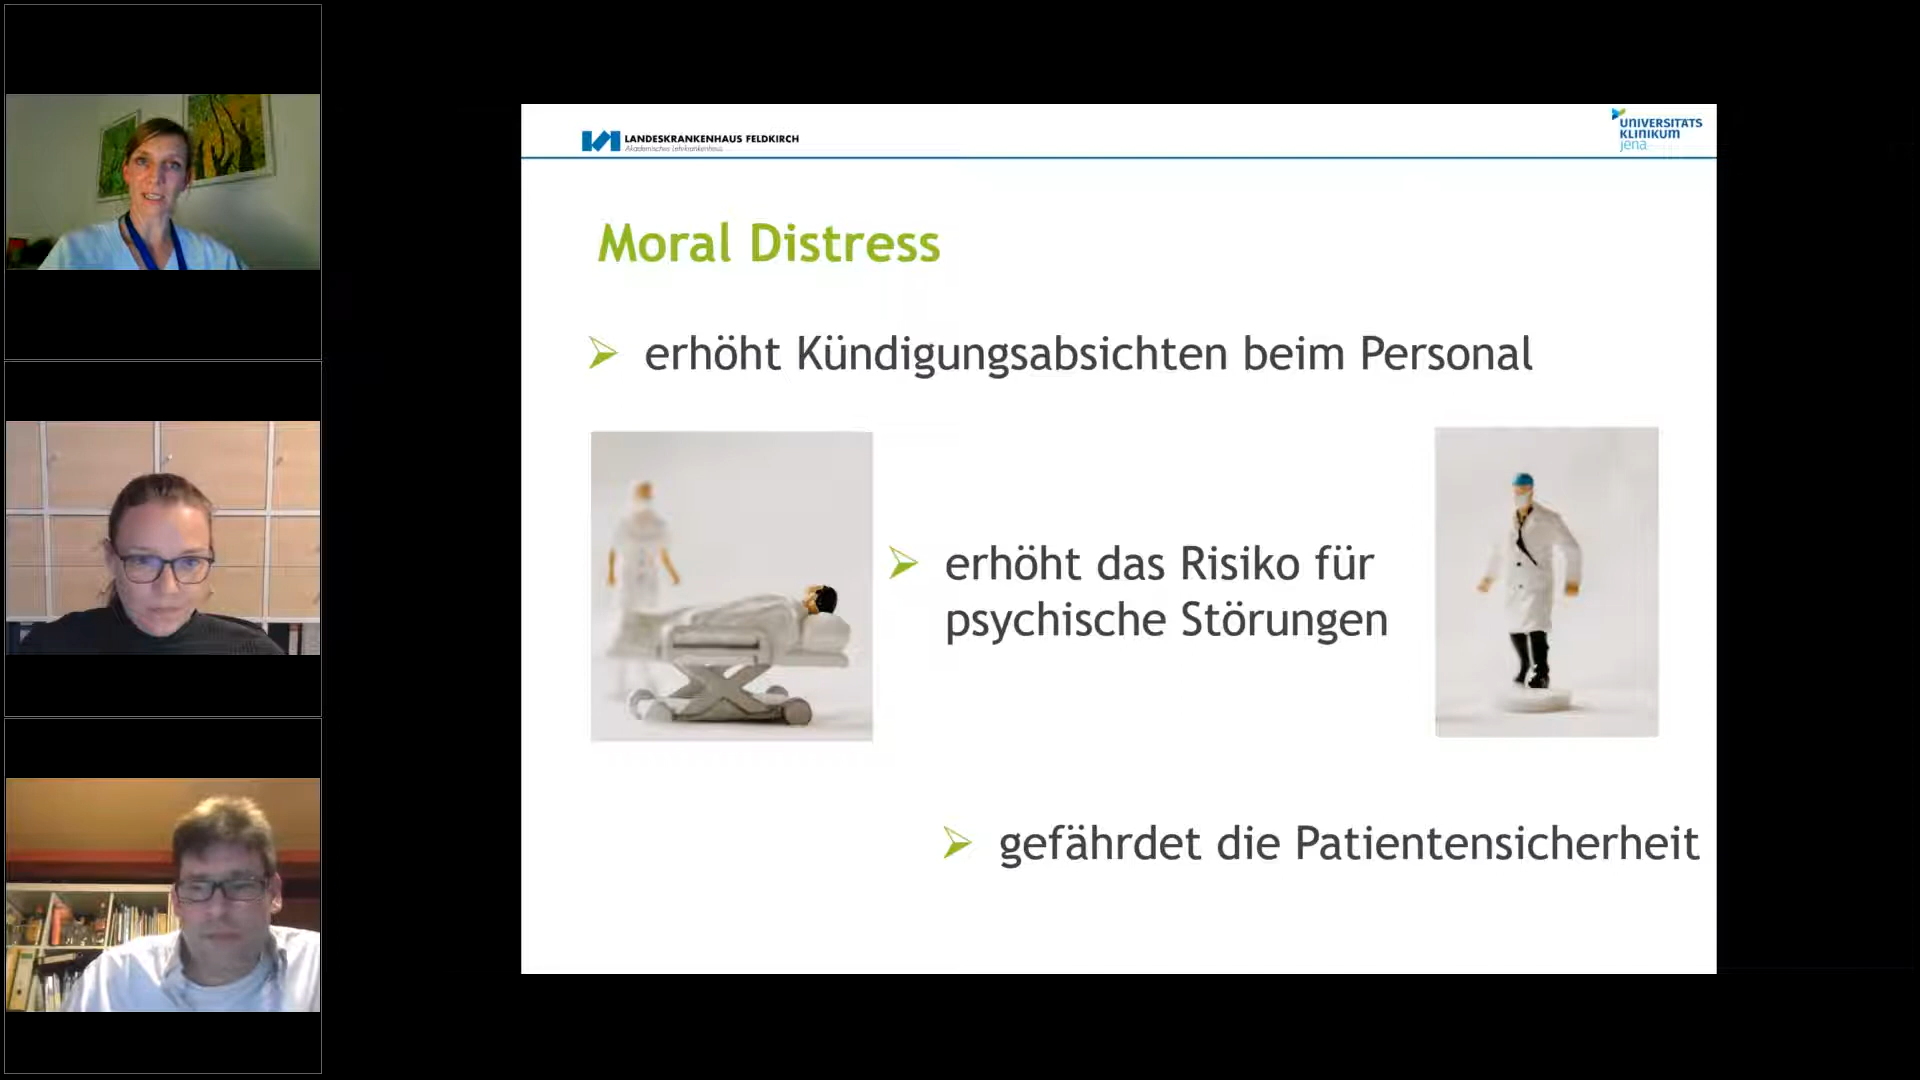 LANDESKRANKENHAUS FELDKIRCH
Akademisches Lehrkrankenhaus
UNIVERSITÄTS
KLINIKUM
jena
Moral Distress
erhöht Kündigungsabsichten beim Personal
erhöht das Risiko für
psychische Störungen
gefährdet die Patientensicherheit